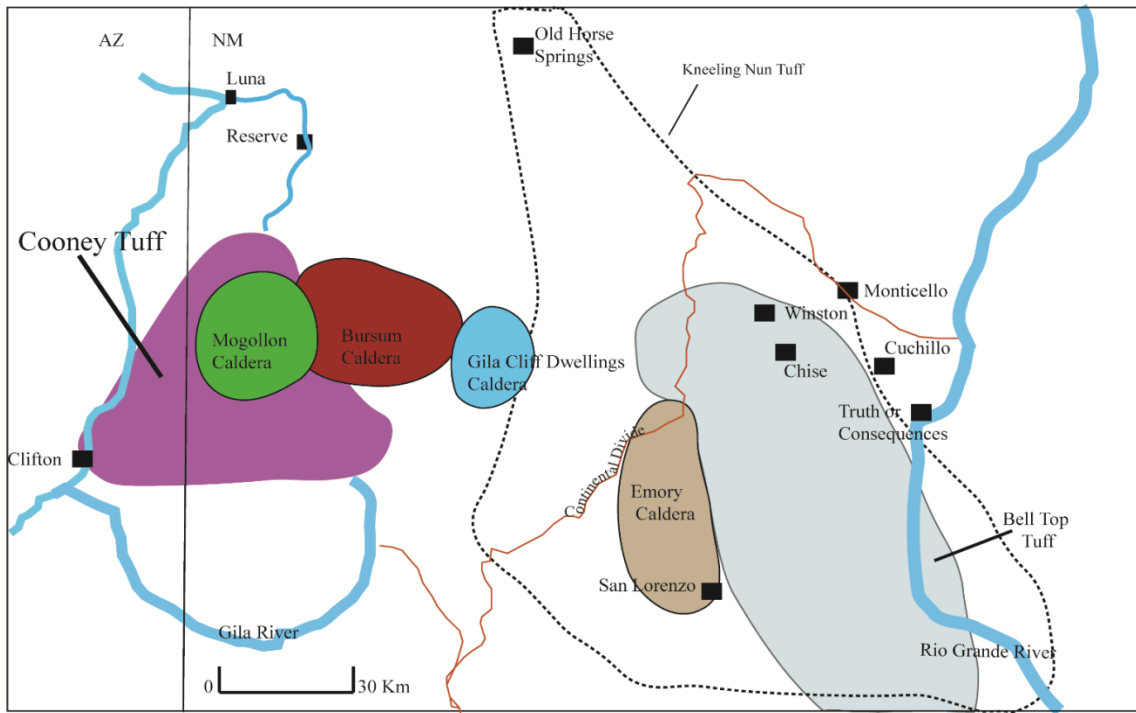 AZ
NM
Old Horse
Springs
Kneeling Nun Tuff
Luna
Reserve
Cooney Tuff
Mogollon
Caldera
Bursum
Caldera
Gila Cliff Dwellings
Caldera
Monticello
Winston
Cuchillo
Chise
Truth or
Consequences
Clifton
Continental Divide
Emory
Caldera
Bell Top
Tuff
San Lorenzo
Gila River
Rio Grande River
0
30 Km